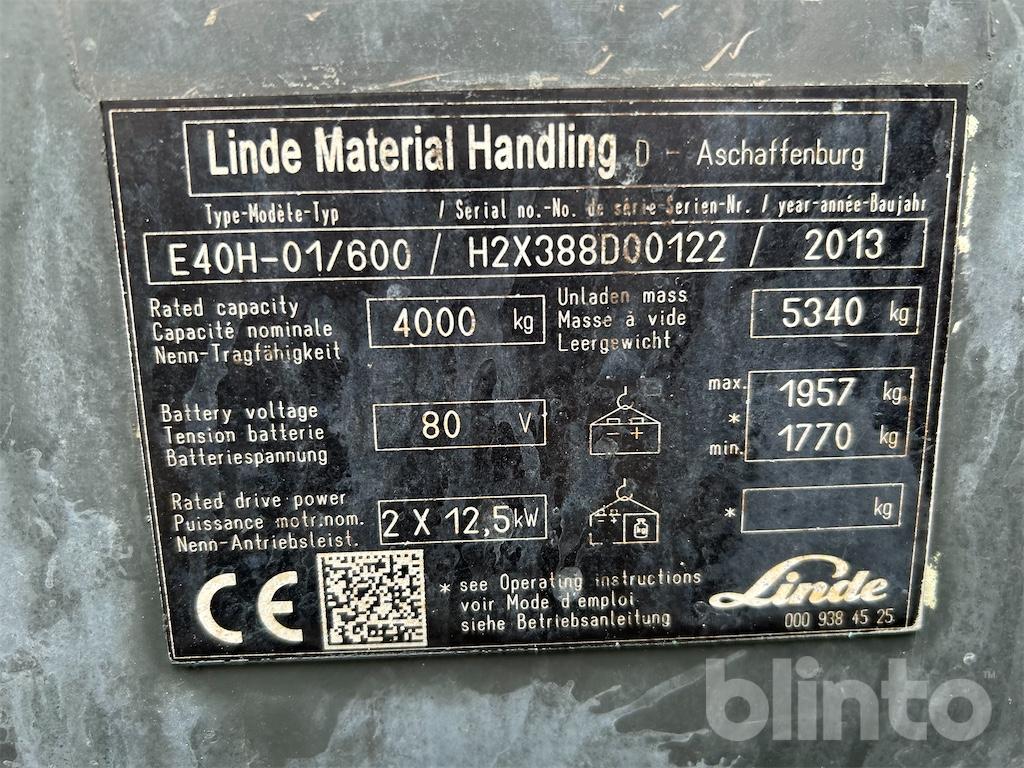 Linde Material Handling D - Aschaffenburg
Type-Modèle-Typ / Serial no.-No. de série-Serien-Nr. / year-année-Baujahr
E40H-01/600 / H2X388D00122 / 2013
Rated capacity
Capacité nominale
Nenn-Tragfähigkeit
4000 kg
Unladen mass
Masse à vide
Leergewicht
5340 kg
Battery voltage
Tension batterie
Batteriespannung
80 V
- +
max. 1957 kg
*
min. 1770 kg
Rated drive power
Puissance motr.nom.
Nenn-Antriebsleist.
2 X 12,5 kW
- + kg
* kg
CE
* see Operating instructions
voir Mode d'emploi
siehe Betriebsanleitung
Linde
000 938 45 25
blinto™